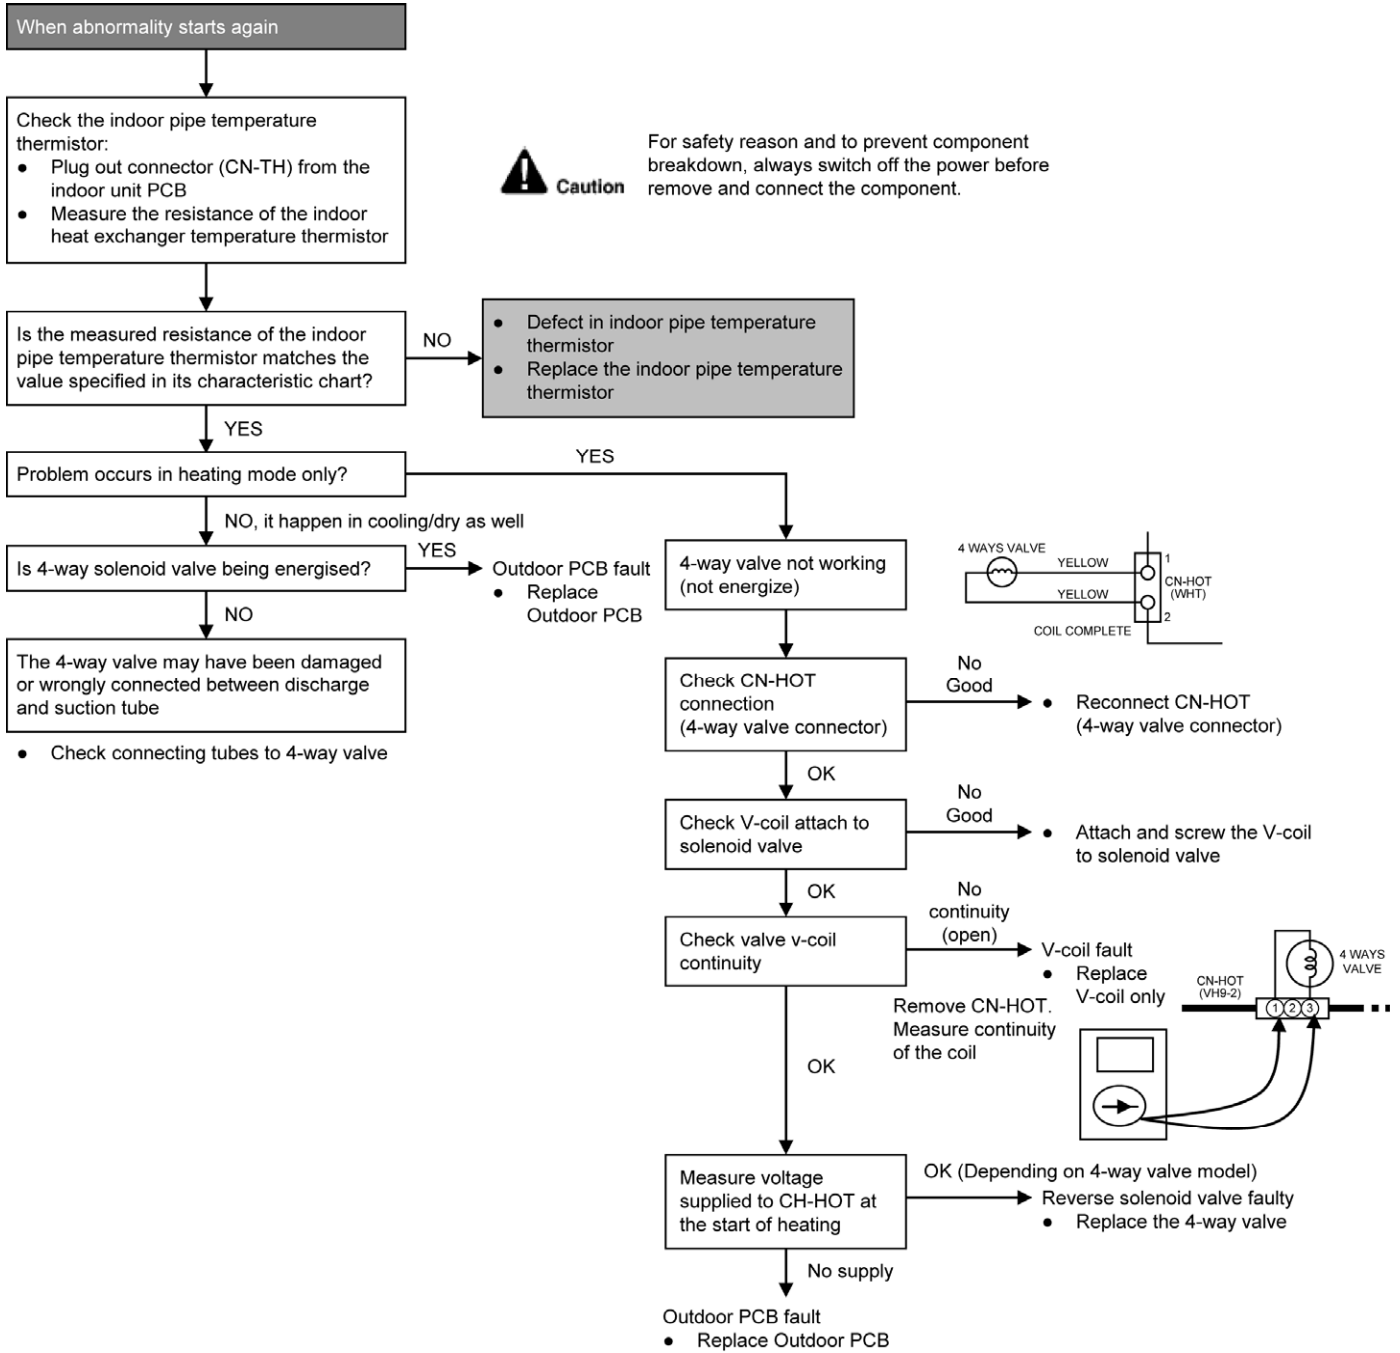 When abnormality starts again
Check the indoor pipe temperature
thermistor:
● Plug out connector (CN-TH) from the
indoor unit PCB
● Measure the resistance of the indoor
heat exchanger temperature thermistor
Caution
For safety reason and to prevent component
breakdown, always switch off the power before
remove and connect the component.
Is the measured resistance of the indoor
pipe temperature thermistor matches the
value specified in its characteristic chart?
NO
● Defect in indoor pipe temperature
thermistor
● Replace the indoor pipe temperature
thermistor
YES
Problem occurs in heating mode only?
YES
NO, it happen in cooling/dry as well
Is 4-way solenoid valve being energised?
YES
Outdoor PCB fault
● Replace
Outdoor PCB
NO
The 4-way valve may have been damaged
or wrongly connected between discharge
and suction tube
● Check connecting tubes to 4-way valve
4-way valve not working
(not energize)
4 WAYS VALVE
YELLOW
YELLOW
1
CN-HOT
(WHT)
2
COIL COMPLETE
Check CN-HOT
connection
(4-way valve connector)
No
Good
● Reconnect CN-HOT
(4-way valve connector)
OK
Check V-coil attach to
solenoid valve
No
Good
● Attach and screw the V-coil
to solenoid valve
OK
Check valve v-coil
continuity
No
continuity
(open)
V-coil fault
● Replace
V-coil only
Remove CN-HOT.
Measure continuity
of the coil
CN-HOT
(VH9-2)
4 WAYS
VALVE
1 2 3
OK
Measure voltage
supplied to CH-HOT at
the start of heating
OK (Depending on 4-way valve model)
Reverse solenoid valve faulty
● Replace the 4-way valve
No supply
Outdoor PCB fault
● Replace Outdoor PCB